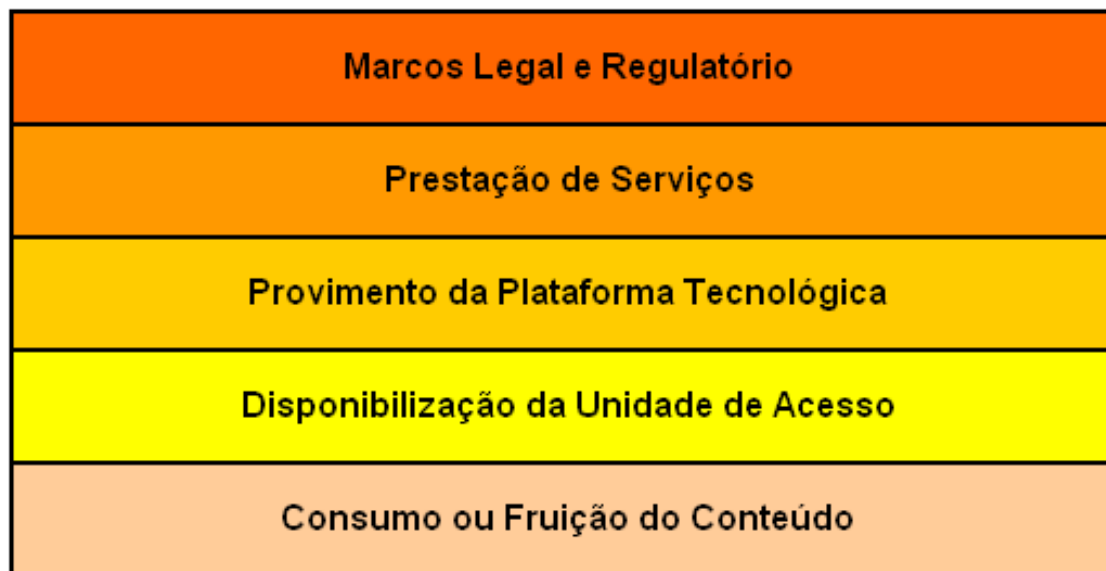 Marcos Legal e Regulatório
Prestação de Serviços
Provimento da Plataforma Tecnológica
Disponibilização da Unidade de Acesso
Consumo ou Fruição do Conteúdo